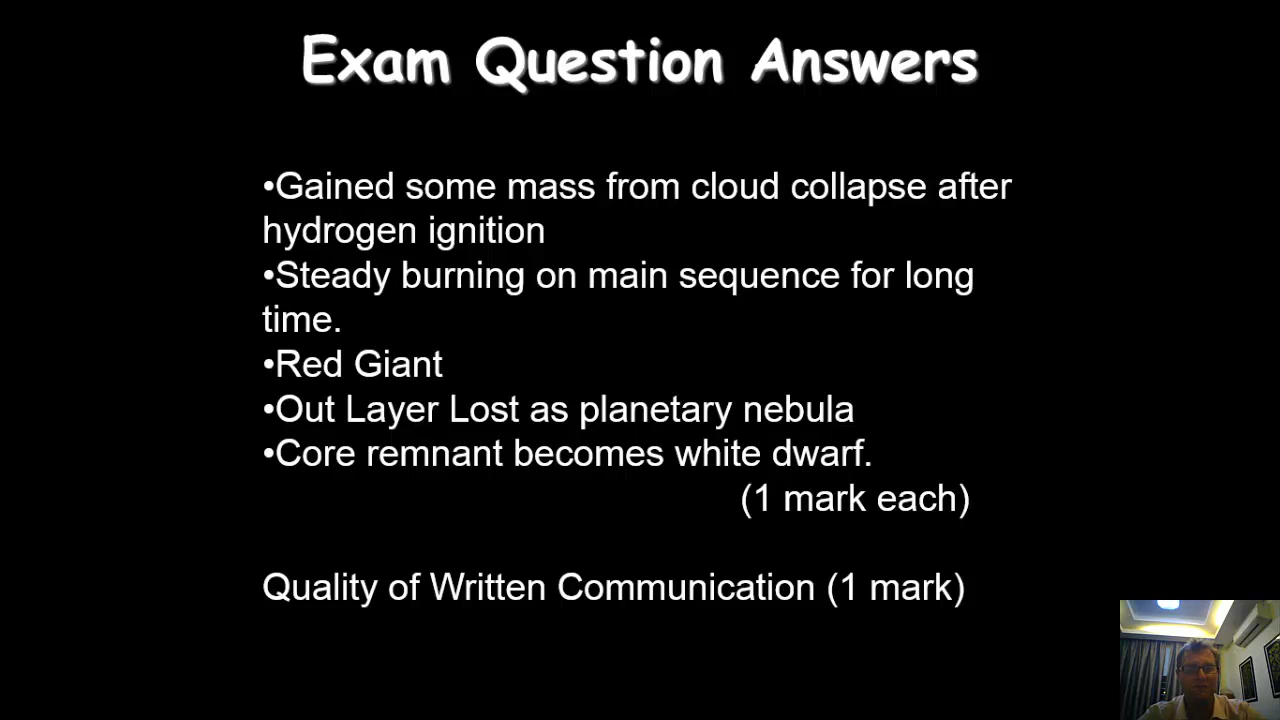 Exam Question Answers
•Gained some mass from cloud collapse after
hydrogen ignition
•Steady burning on main sequence for long
time.
•Red Giant
•Out Layer Lost as planetary nebula
•Core remnant becomes white dwarf.
(1 mark each)
Quality of Written Communication (1 mark)